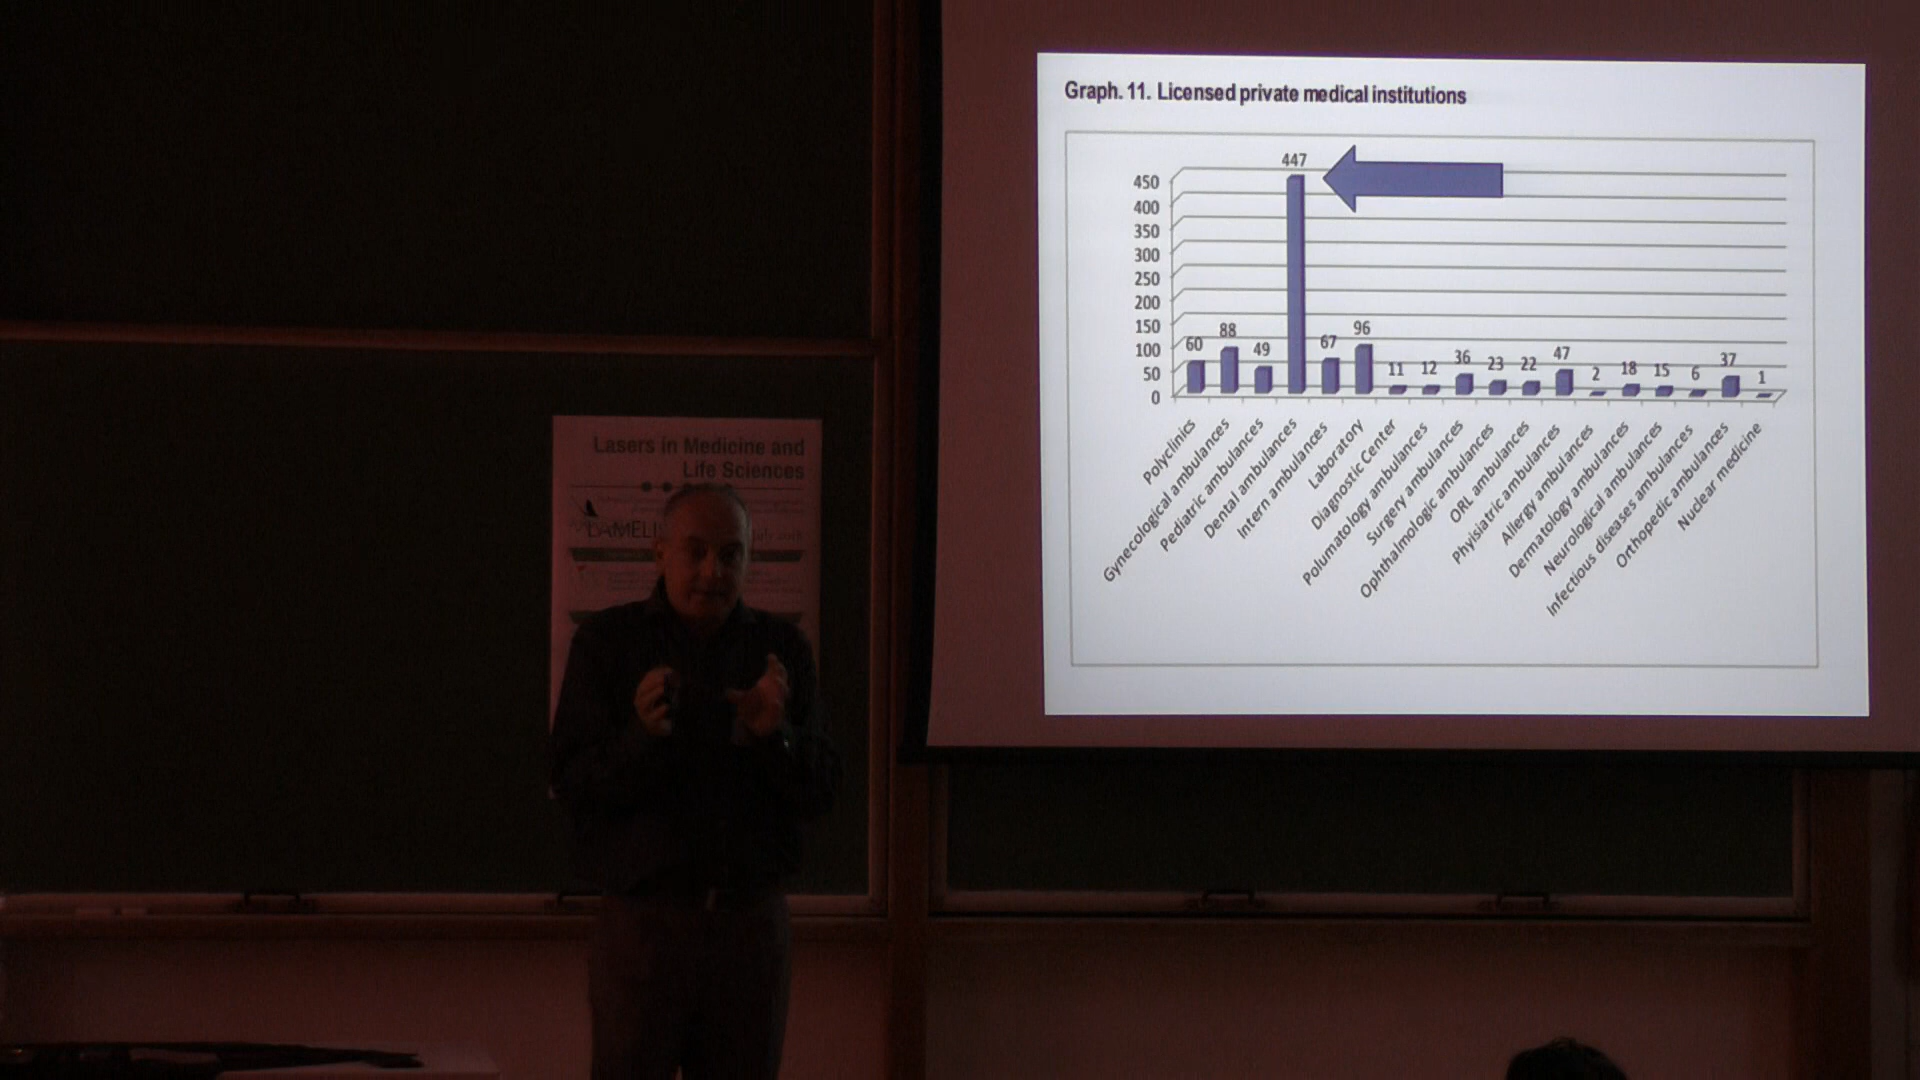 Graph. 11. Licensed private medical institutions
447
450
400
350
300
250
200
150
100
50
0
60
88
49
67
96
11
12
36
23
22
47
2
18
15
6
37
1
Polyclinics
Gynecological ambulances
Pediatric ambulances
Dental ambulances
Intern ambulances
Laboratory
Diagnostic Center
Polumatology ambulances
Surgery ambulances
Ophthalmologic ambulances
ORL ambulances
Phyisiatric ambulances
Allergy ambulances
Dermatology ambulances
Neurological ambulances
Infectious diseases ambulances
Orthopedic ambulances
Nuclear medicine
Lasers in Medicine and
Life Sciences